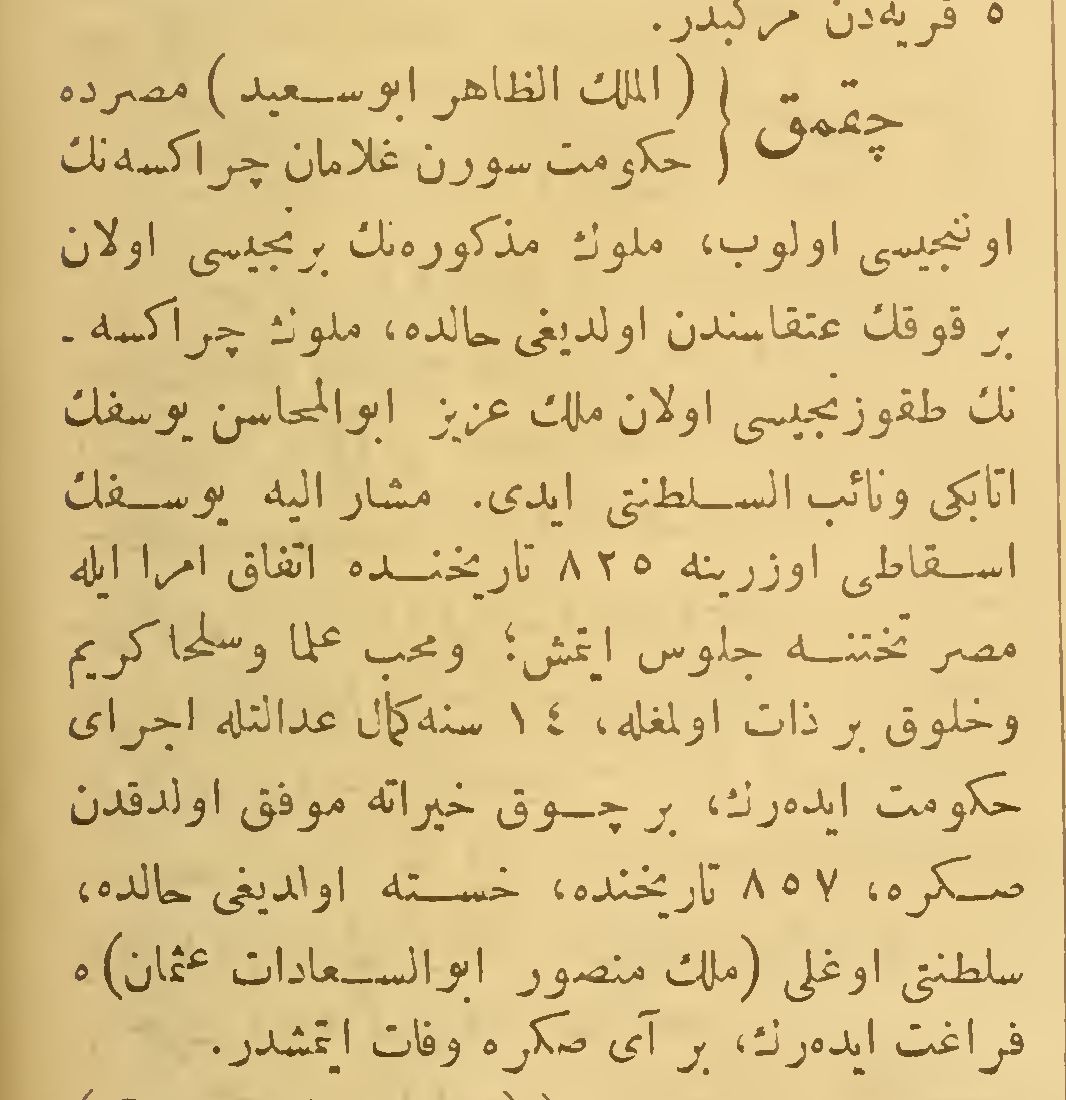 ٥ قریه‌دن مرکبدر.
چقمق { ( الملك الظاهر ابوسعید ) مصرده
حکومت سورن غلامان چراکسه‌نك
اوننجیسی اولوب، ملوك مذکوره‌نك برنجیسی اولان
بر قوقك عتقاسندن اولدیغی حالده، ملوك چراکسه -
نك طقوزنجیسی اولان ملك عزیز ابوالمحاسن یوسفك
اتابکی ونائب السلطنتی ایدی. مشار الیه یوسفك
اسقاطی اوزرینه ٨٢٥ تاریخنده اتفاق امرا ایله
مصر تختنه جلوس ایتمش؛ ومحب علما وسلحا کریم
وخلوق بر ذات اولمغله، ١٤ سنه کمال عدالتله اجرای
حکومت ایده‌رك، بر چوق خیراته موفق اولدقدن
صکره، ٨٥٧ تاریخنده، خسته اولدیغی حالده،
سلطنتی اوغلی (ملك منصور ابوالسعادات عثمان)ه
فراغت ایده‌رك، بر آی صکره وفات ایتمشدر.